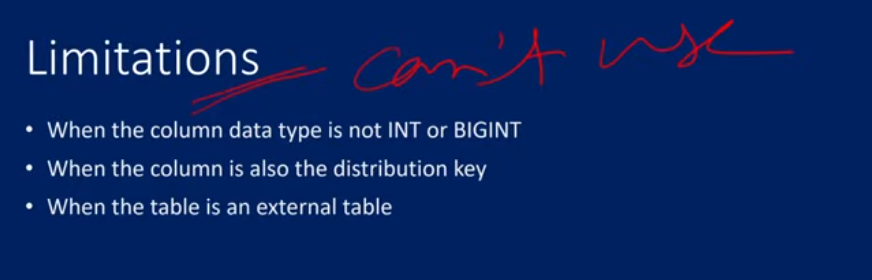 Limitations can't use
• When the column data type is not INT or BIGINT
• When the column is also the distribution key
• When the table is an external table